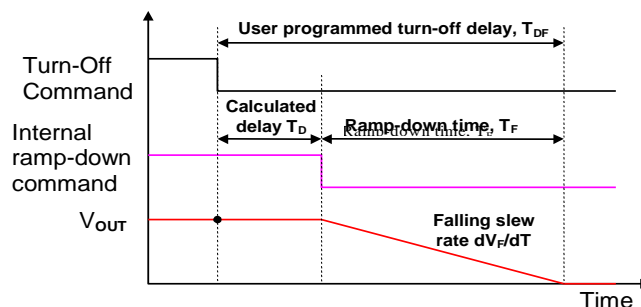 User programmed turn-off delay, TDF
Turn-Off
Command
Calculated
delay TD
Ramp-down time, TF
Ramp-down time. TF
Internal
ramp-down
command
VOUT
Falling slew
rate dVF/dT
Time